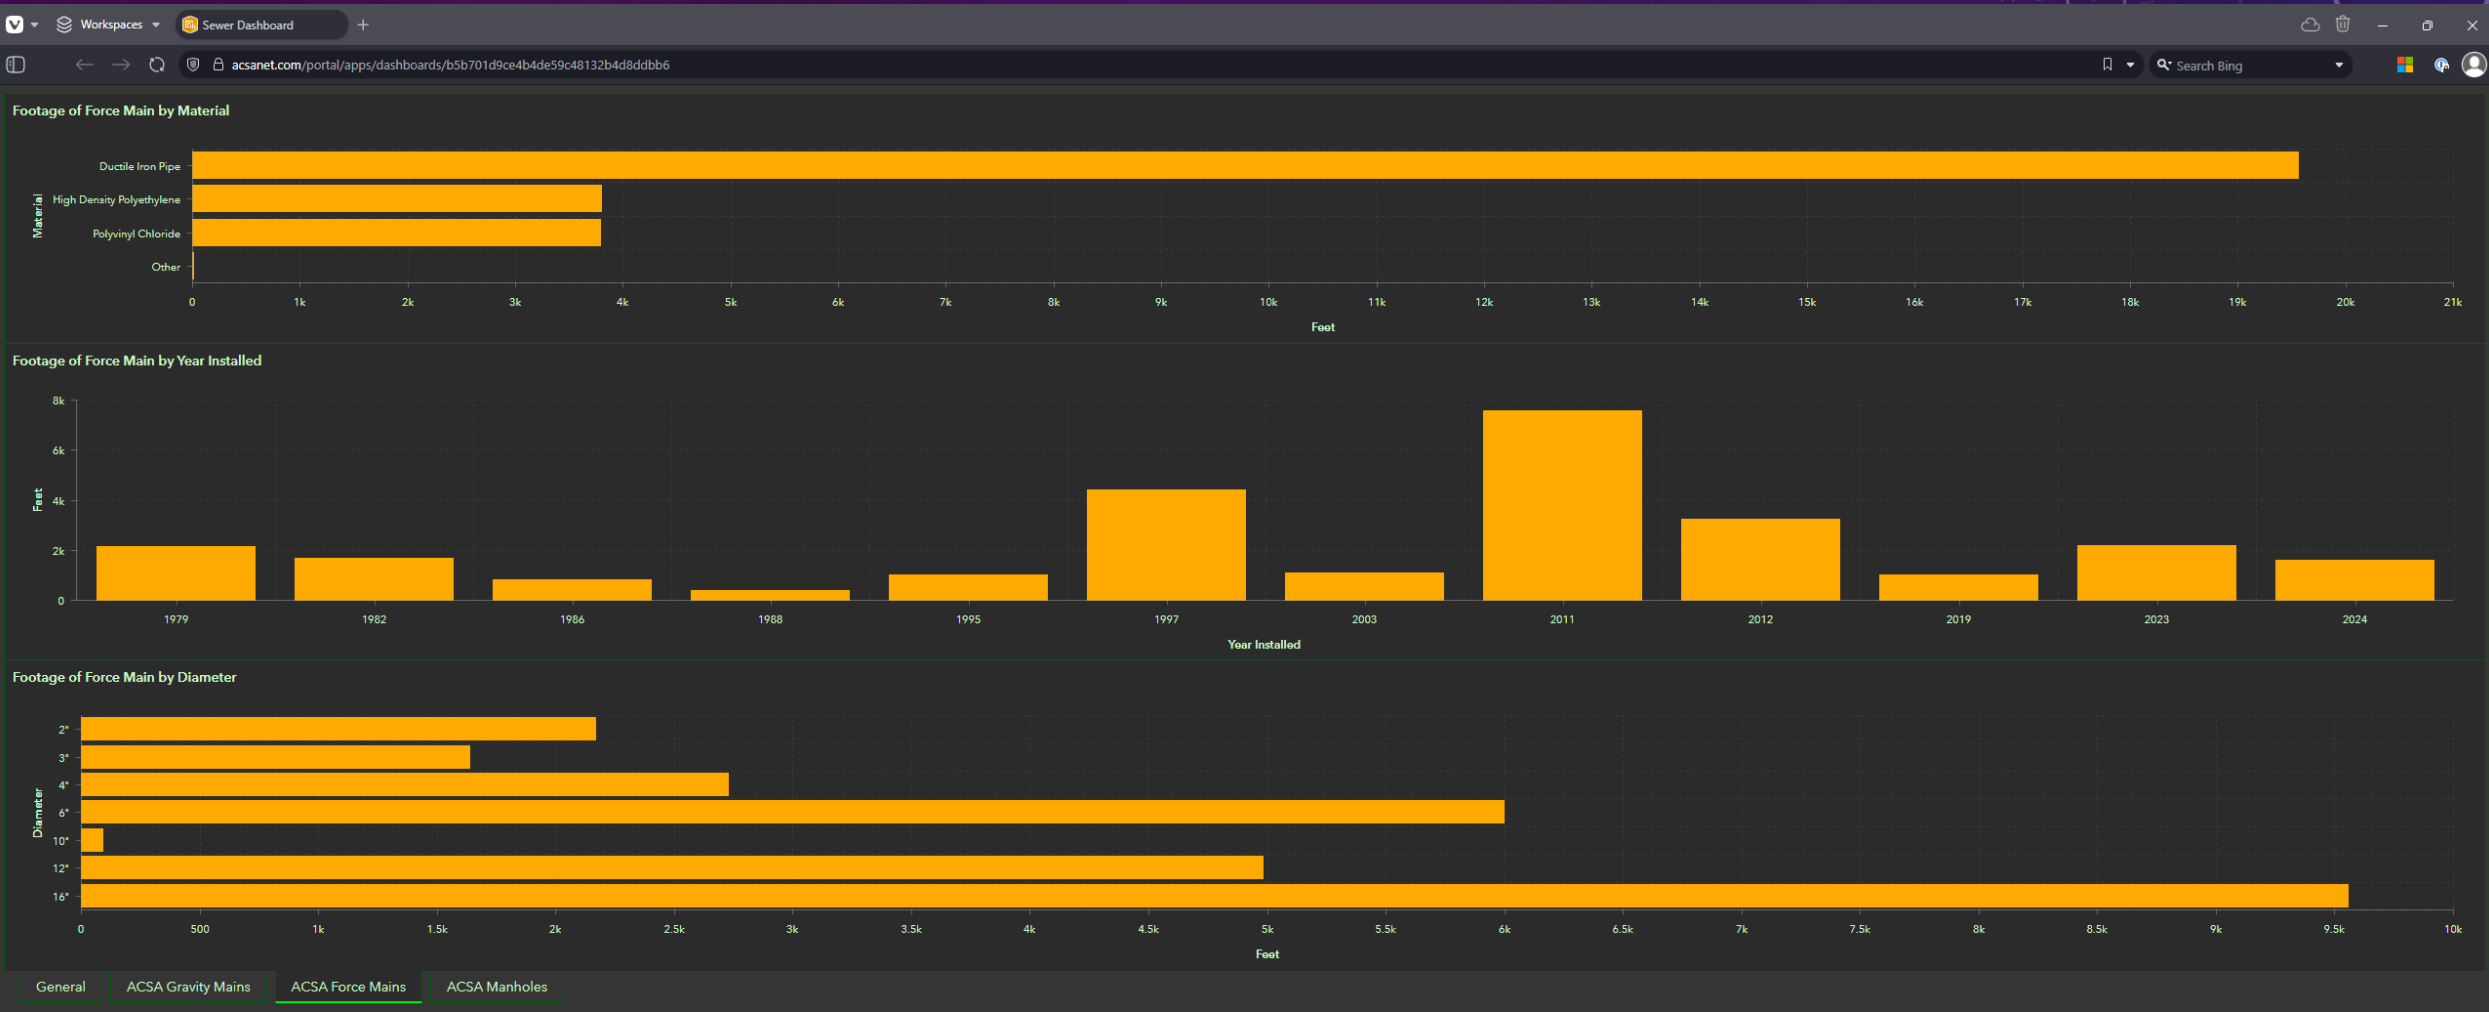 Workspaces
Sewer Dashboard
acsanet.com/portal/apps/dashboards/b5b701d9ce4b4de59c48132b4d8ddbb6
Search Bing
Footage of Force Main by Material
Material
Ductile Iron Pipe
High Density Polyethylene
Polyvinyl Chloride
Other
0 1k 2k 3k 4k 5k 6k 7k 8k 9k 10k 11k 12k 13k 14k 15k 16k 17k 18k 19k 20k 21k
Feet
Footage of Force Main by Year Installed
Feet
8k
6k
4k
2k
0
1979 1982 1986 1988 1995 1997 2003 2011 2012 2019 2023 2024
Year Installed
Footage of Force Main by Diameter
Diameter
2"
3"
4"
6"
10"
12"
16"
0 500 1k 1.5k 2k 2.5k 3k 3.5k 4k 4.5k 5k 5.5k 6k 6.5k 7k 7.5k 8k 8.5k 9k 9.5k 10k
Feet
General ACSA Gravity Mains ACSA Force Mains ACSA Manholes